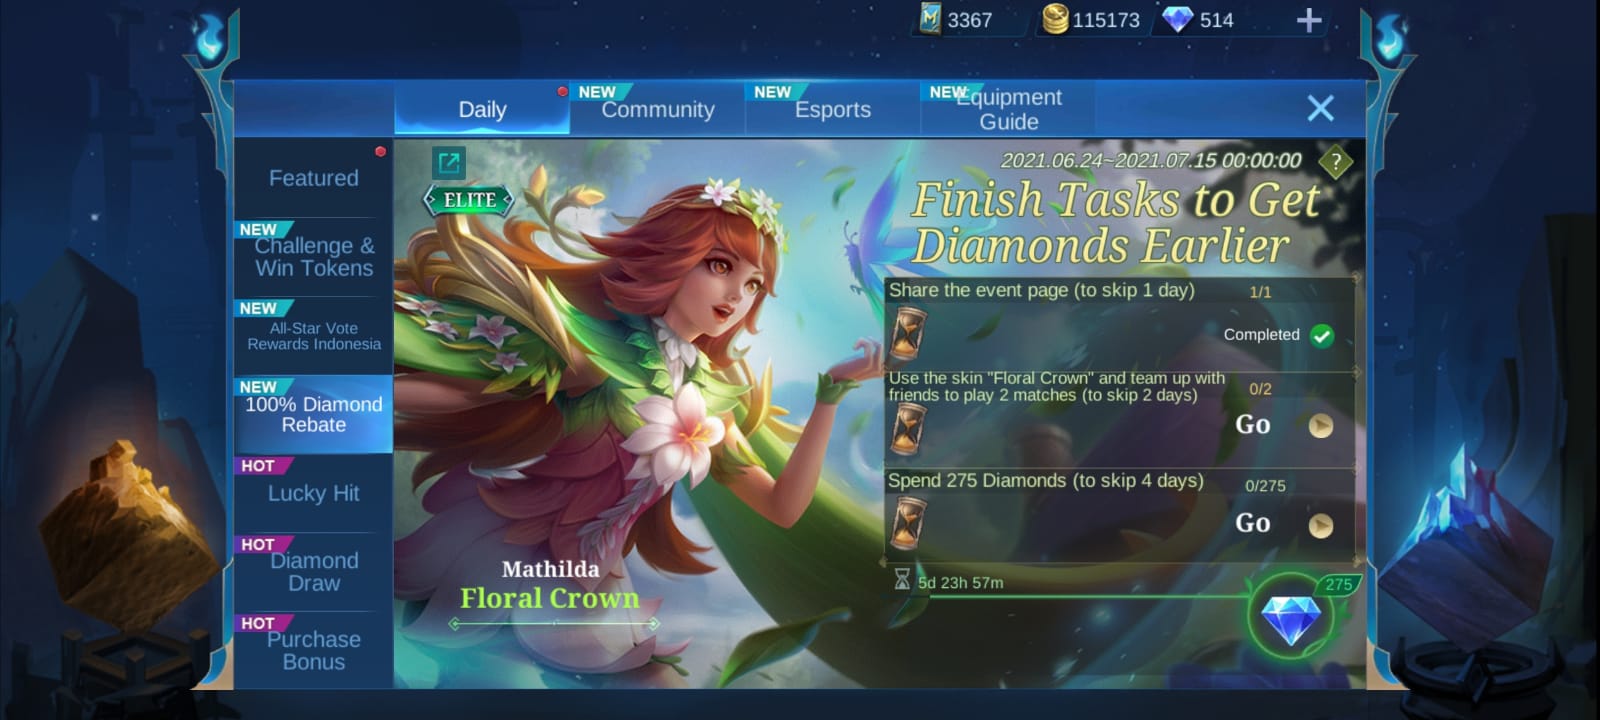 3367
115173
514
Daily
NEW
Community
NEW
Esports
NEW
Equipment
Guide
Featured
NEW
Challenge &
Win Tokens
NEW
All-Star Vote
Rewards Indonesia
NEW
100% Diamond
Rebate
HOT
Lucky Hit
HOT
Diamond
Draw
HOT
Purchase
Bonus
ELITE
Mathilda
Floral Crown
2021.06.24~2021.07.15 00:00:00
?
Finish Tasks to Get
Diamonds Earlier
Share the event page (to skip 1 day) 1/1
Completed
Use the skin "Floral Crown" and team up with
friends to play 2 matches (to skip 2 days) 0/2
Go
Spend 275 Diamonds (to skip 4 days) 0/275
Go
5d 23h 57m
275